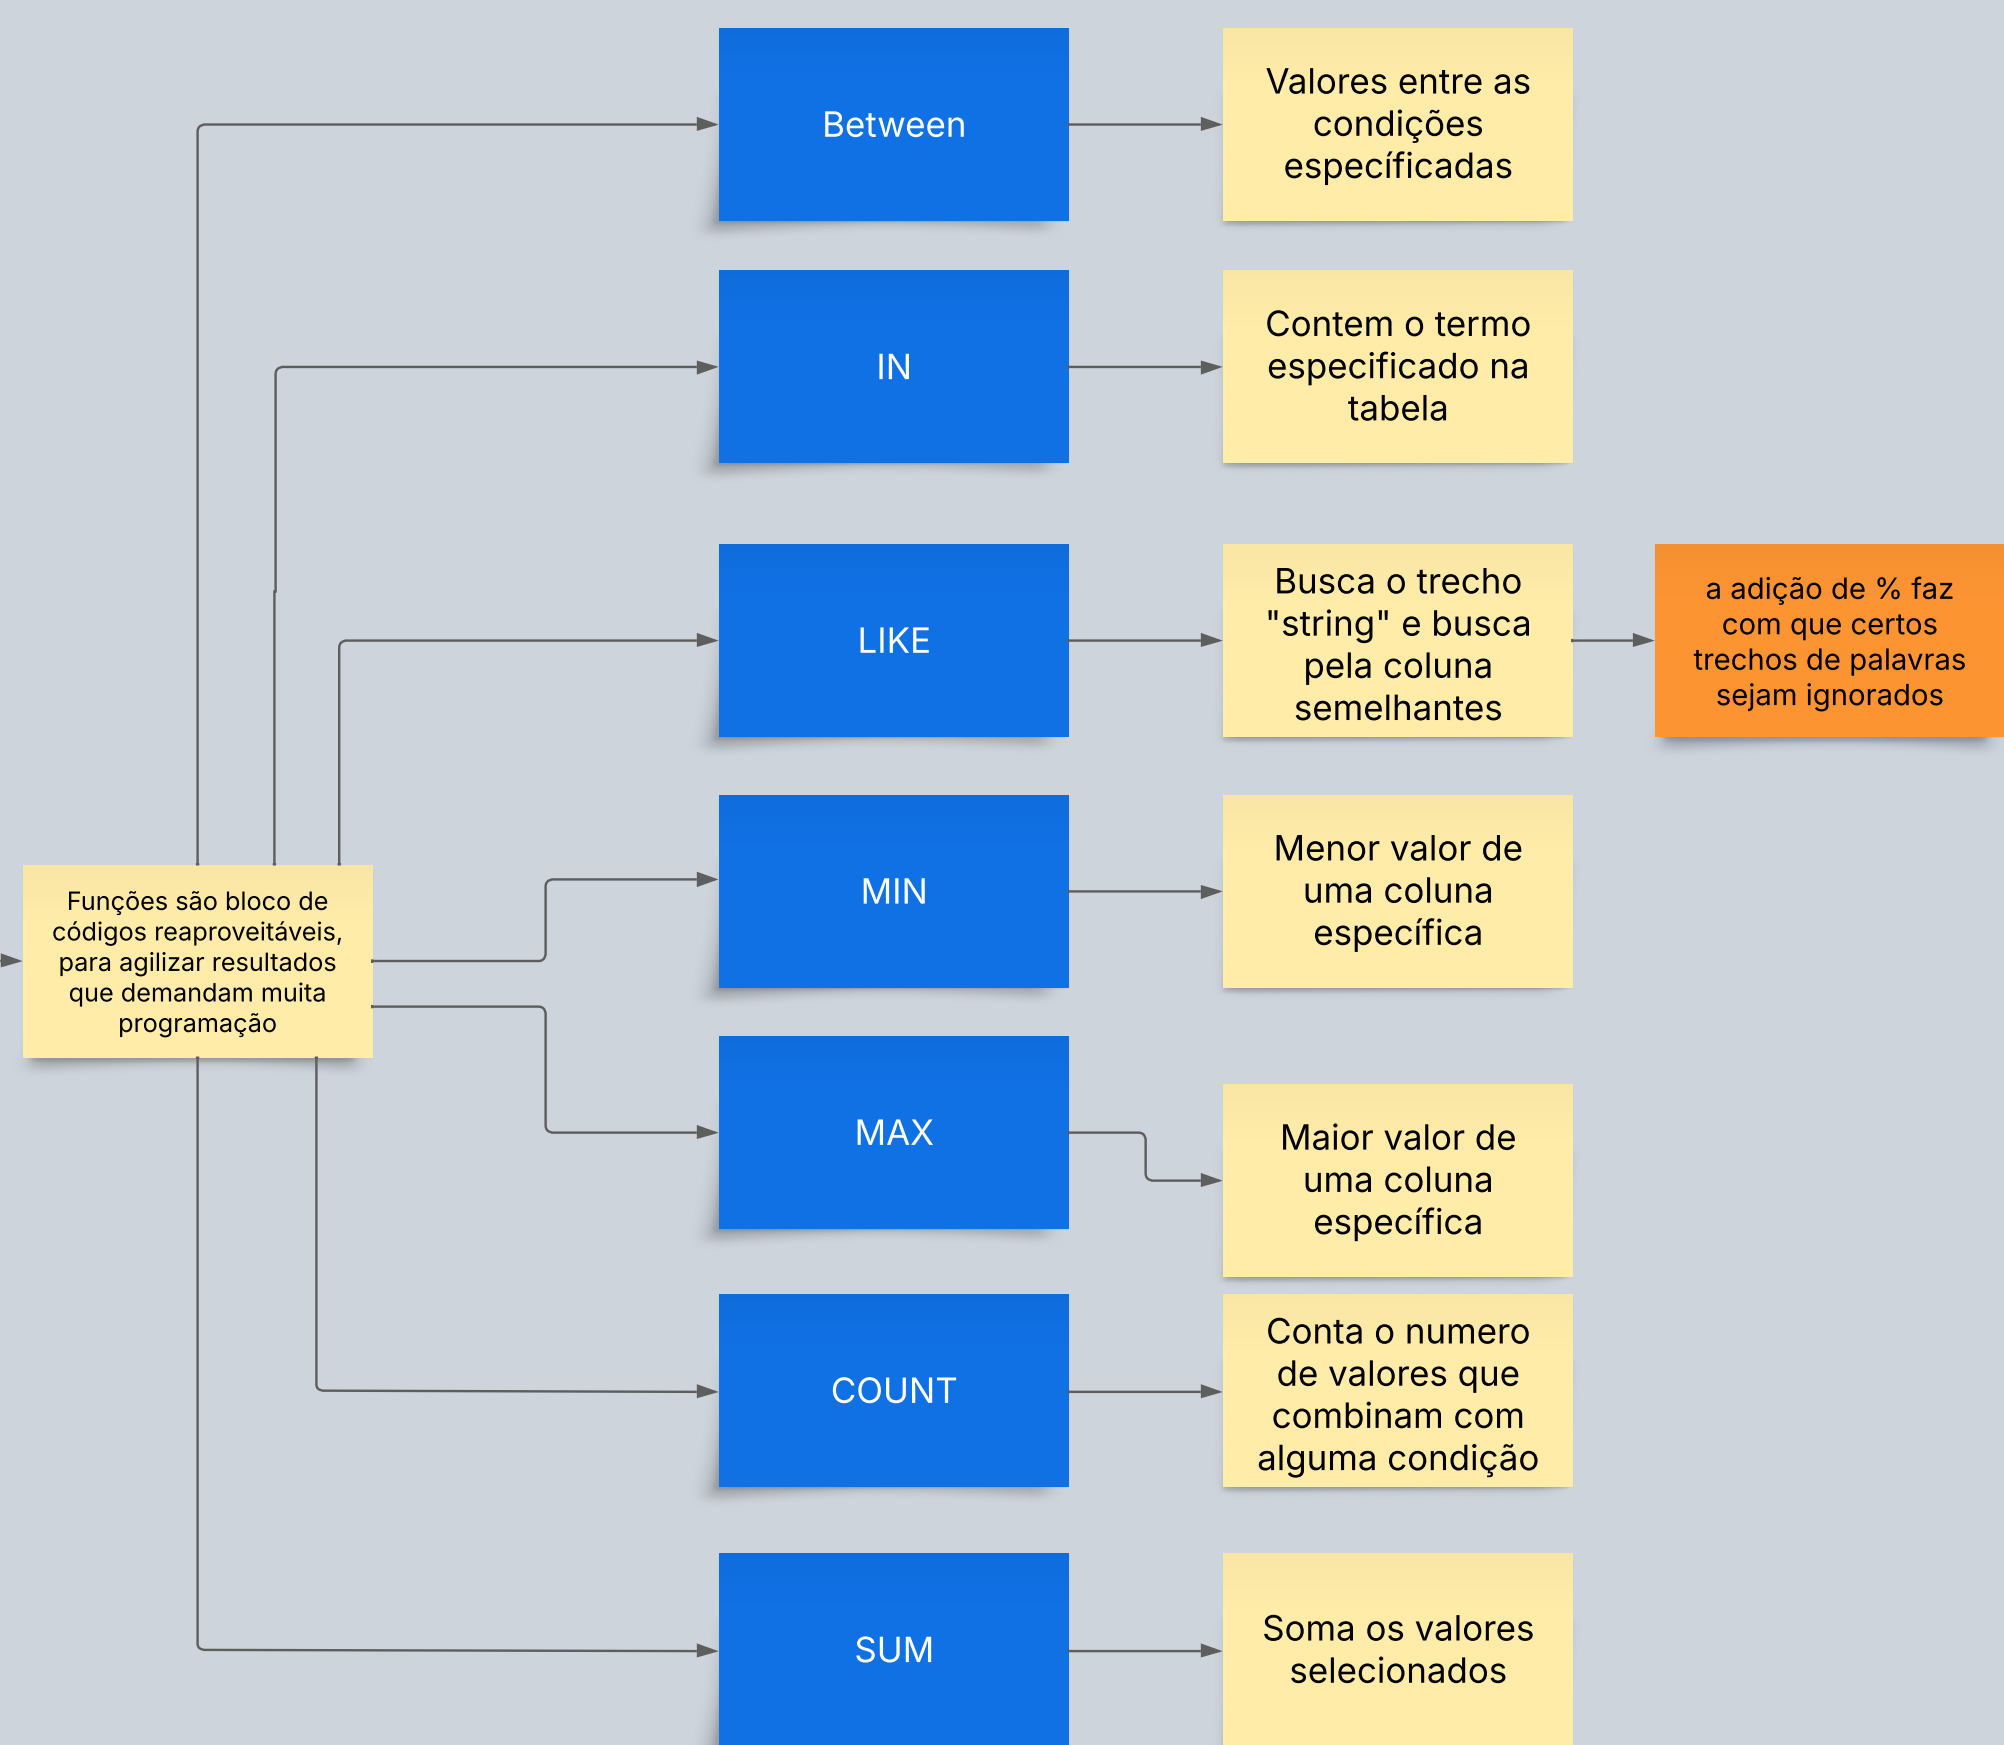 Between
Valores entre as
condições
específicadas
IN
Contem o termo
especificado na
tabela
LIKE
Busca o trecho
"string" e busca
pela coluna
semelhantes
a adição de % faz
com que certos
trechos de palavras
sejam ignorados
Funções são bloco de
códigos reaproveitáveis,
para agilizar resultados
que demandam muita
programação
MIN
Menor valor de
uma coluna
específica
MAX
Maior valor de
uma coluna
específica
COUNT
Conta o numero
de valores que
combinam com
alguma condição
SUM
Soma os valores
selecionados